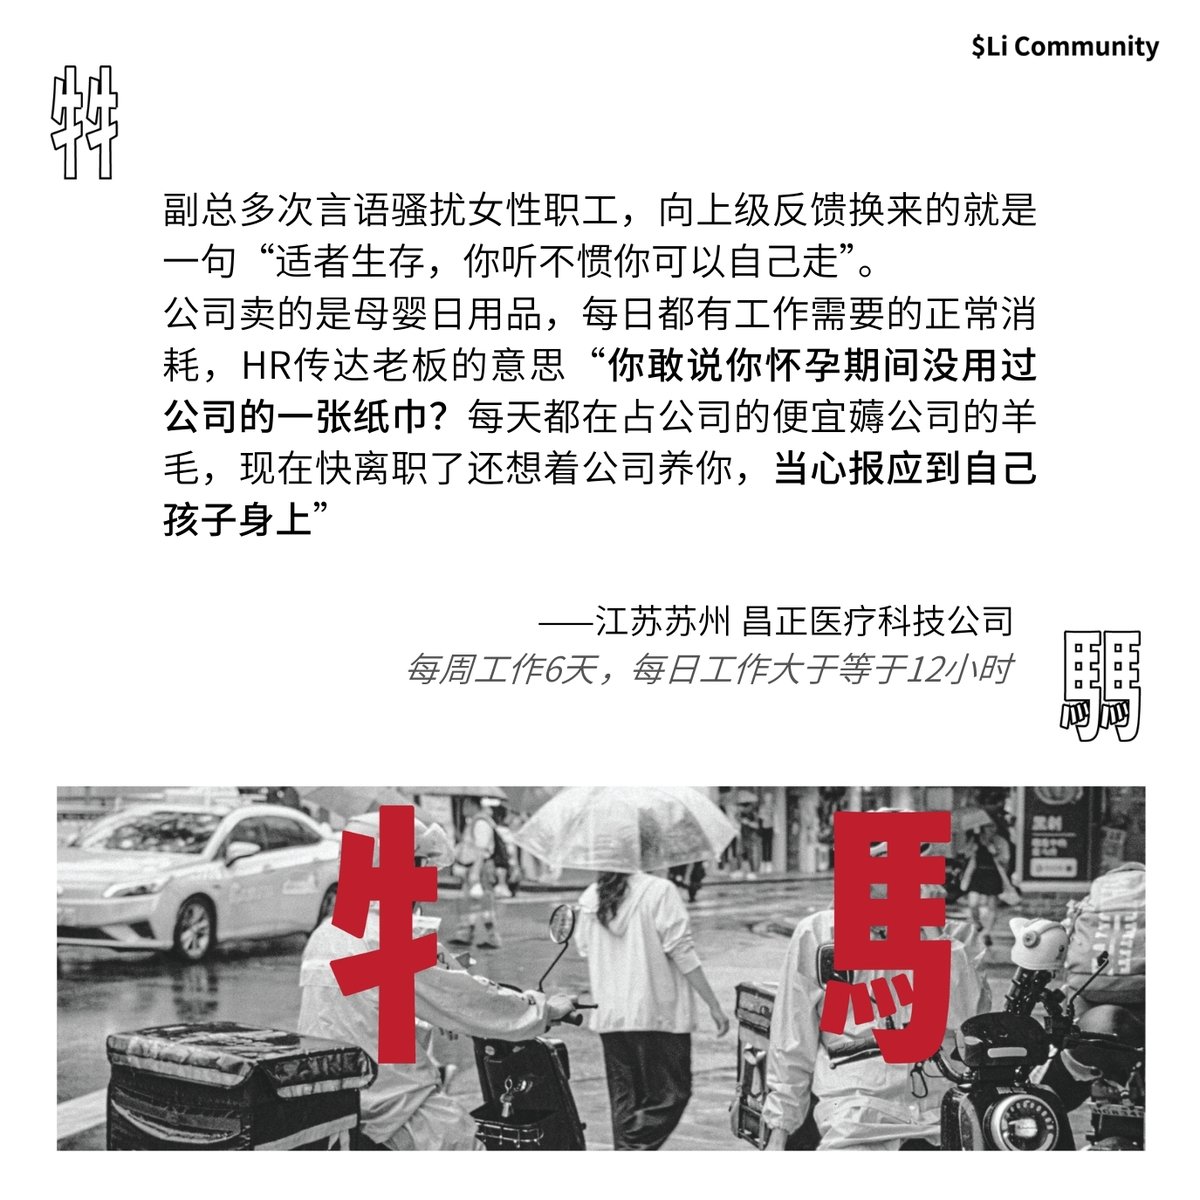 $Li Community
牜牜
副总多次言语骚扰女性职工，向上级反馈换来的就是
一句“适者生存，你听不惯你可以自己走”。
公司卖的是母婴日用品，每日都有工作需要的正常消
耗，HR传达老板的意思“你敢说你怀孕期间没用过
公司的一张纸巾？每天都在占公司的便宜薅公司的羊
毛，现在快离职了还想着公司养你，当心报应到自己
孩子身上”
——江苏苏州 昌正医疗科技公司
每周工作6天，每日工作大于等于12小时
馬馬
牜 馬